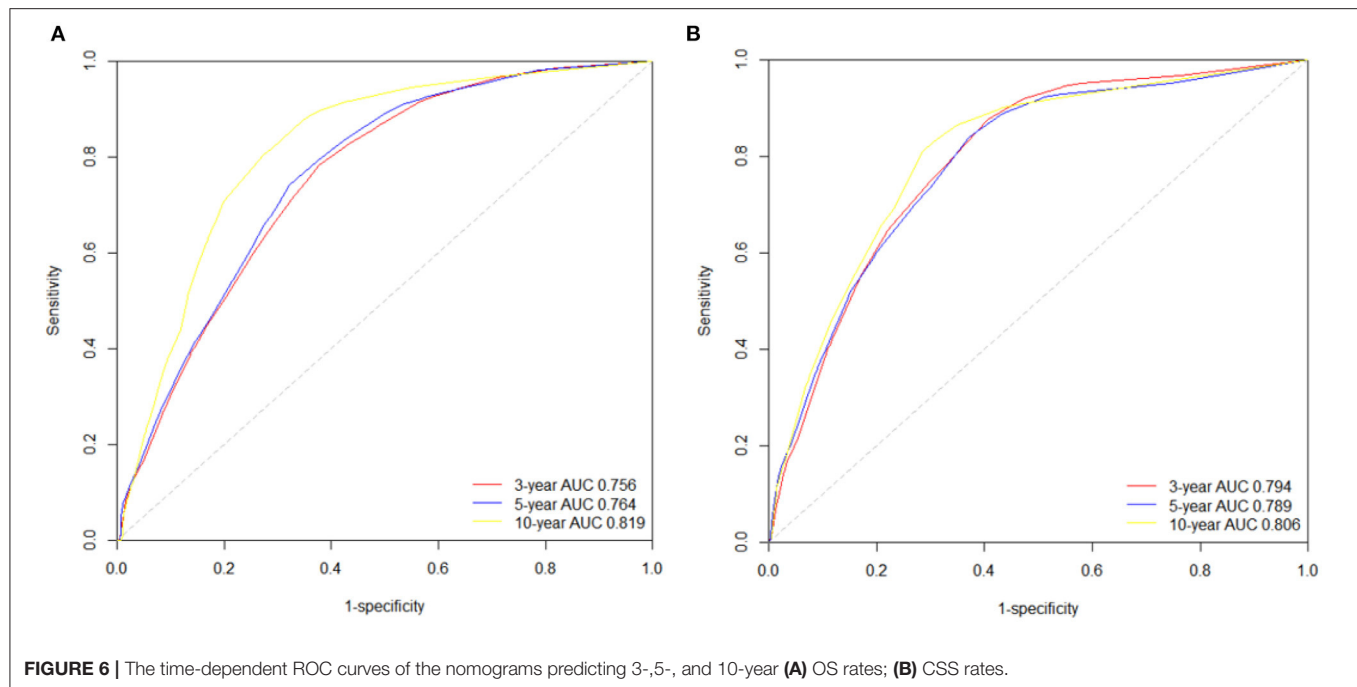 A
1.0
0.8
0.6
0.4
0.2
0.0
Sensitivity
3-year AUC 0.756
5-year AUC 0.764
10-year AUC 0.819
0.0 0.2 0.4 0.6 0.8 1.0
1-specificity
B
1.0
0.8
0.6
0.4
0.2
0.0
Sensitivity
3-year AUC 0.794
5-year AUC 0.789
10-year AUC 0.806
0.0 0.2 0.4 0.6 0.8 1.0
1-specificity
FIGURE 6 | The time-dependent ROC curves of the nomograms predicting 3-,5-, and 10-year (A) OS rates; (B) CSS rates.